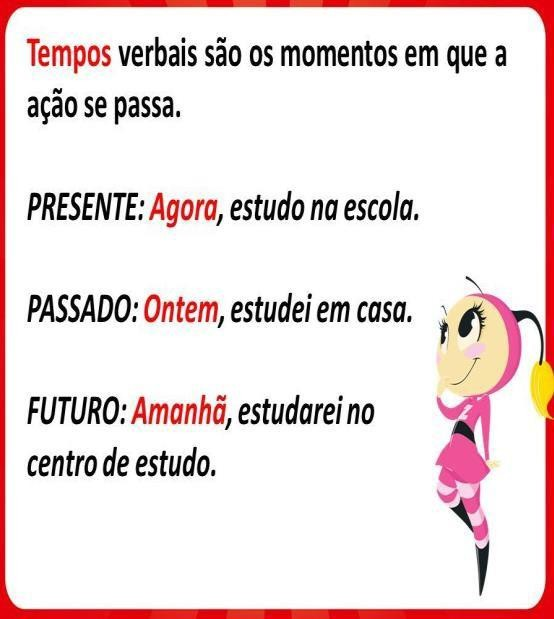 Tempos verbais são os momentos em que a
ação se passa.
PRESENTE: Agora, estudo na escola.
PASSADO: Ontem, estudei em casa.
FUTURO: Amanhã, estudarei no
centro de estudo.